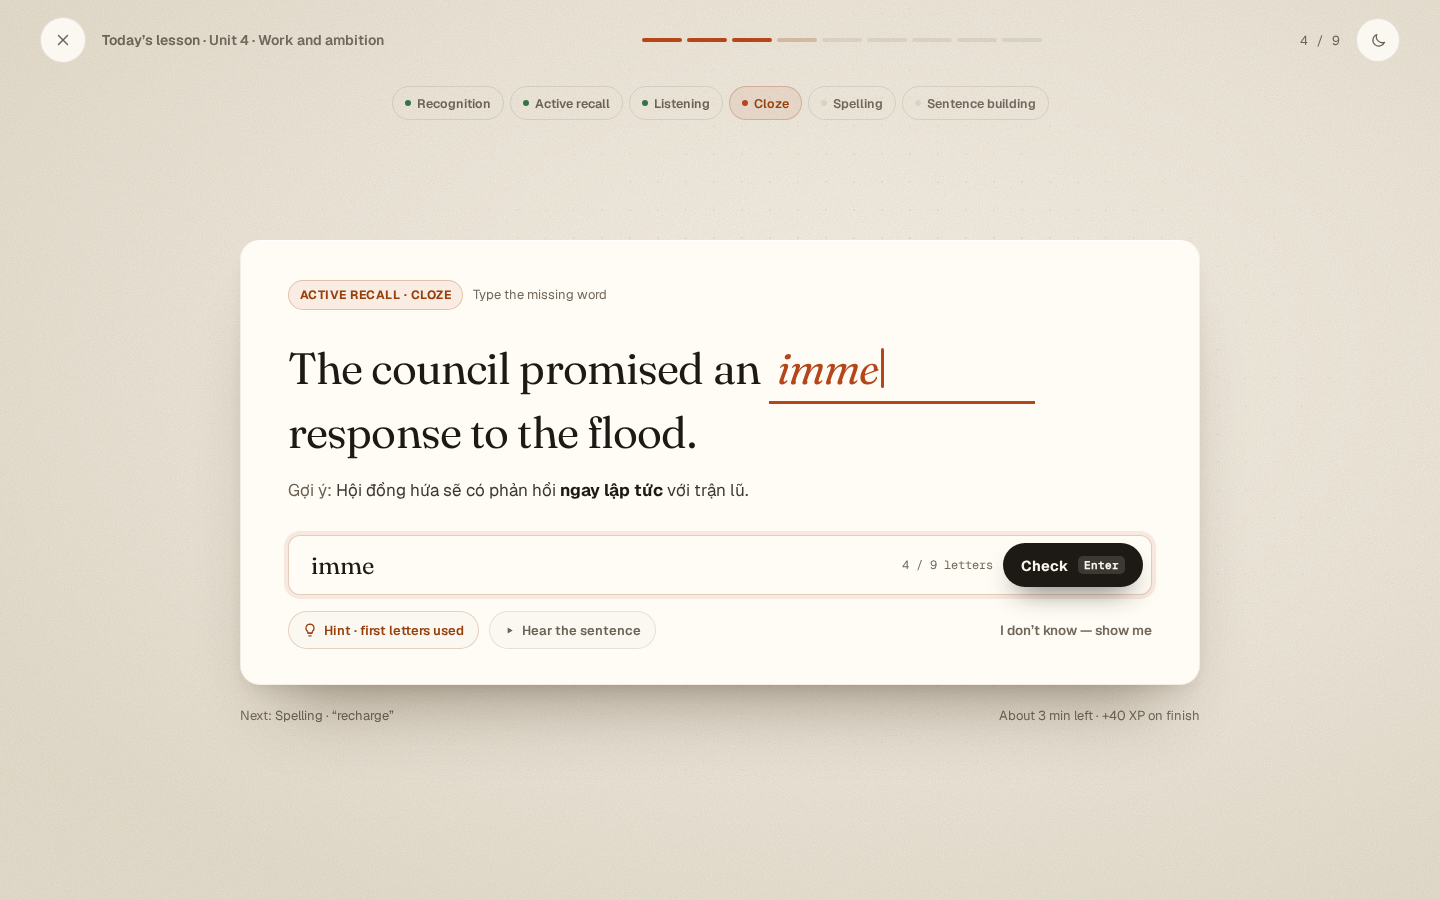 Today’s lesson · Unit 4 · Work and ambition
4 / 9
Recognition
Active recall
Listening
Cloze
Spelling
Sentence building
ACTIVE RECALL · CLOZE
Type the missing word
The council promised an imme
response to the flood.
Gợi ý: Hội đồng hứa sẽ có phản hồi ngay lập tức với trận lũ.
imme
4 / 9 letters
Check Enter
Hint · first letters used
Hear the sentence
I don’t know — show me
Next: Spelling · “recharge”
About 3 min left · +40 XP on finish